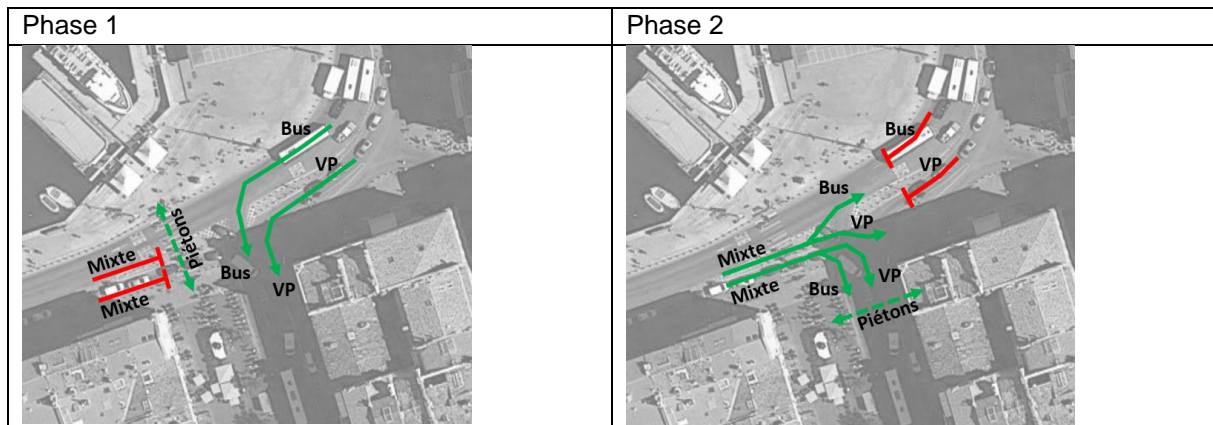 Phase 1
Phase 2
Bus
VP
Piétons
Mixte
Mixte
Bus
VP
Bus
VP
Bus
VP
Mixte
Mixte
Bus
VP
Piétons